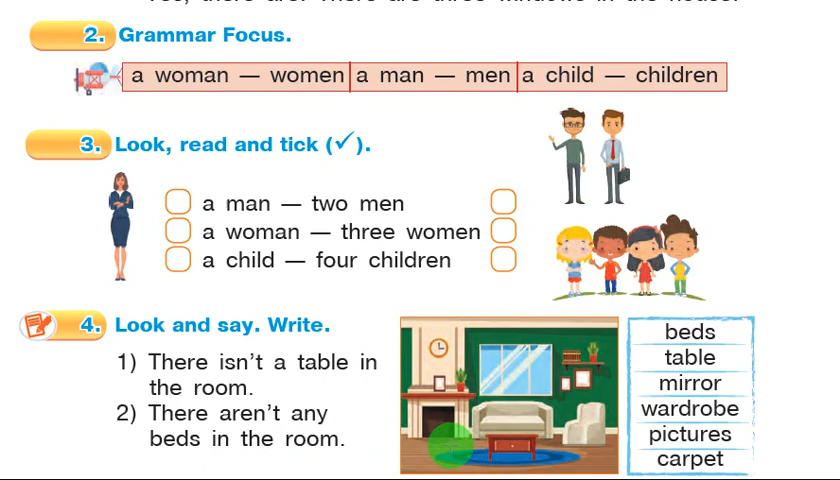 2. Grammar Focus.
a woman — women a man — men a child — children
3. Look, read and tick (✓).
a man — two men
a woman — three women
a child — four children
4. Look and say. Write.
1) There isn't a table in
the room.
2) There aren't any
beds in the room.
beds
table
mirror
wardrobe
pictures
carpet